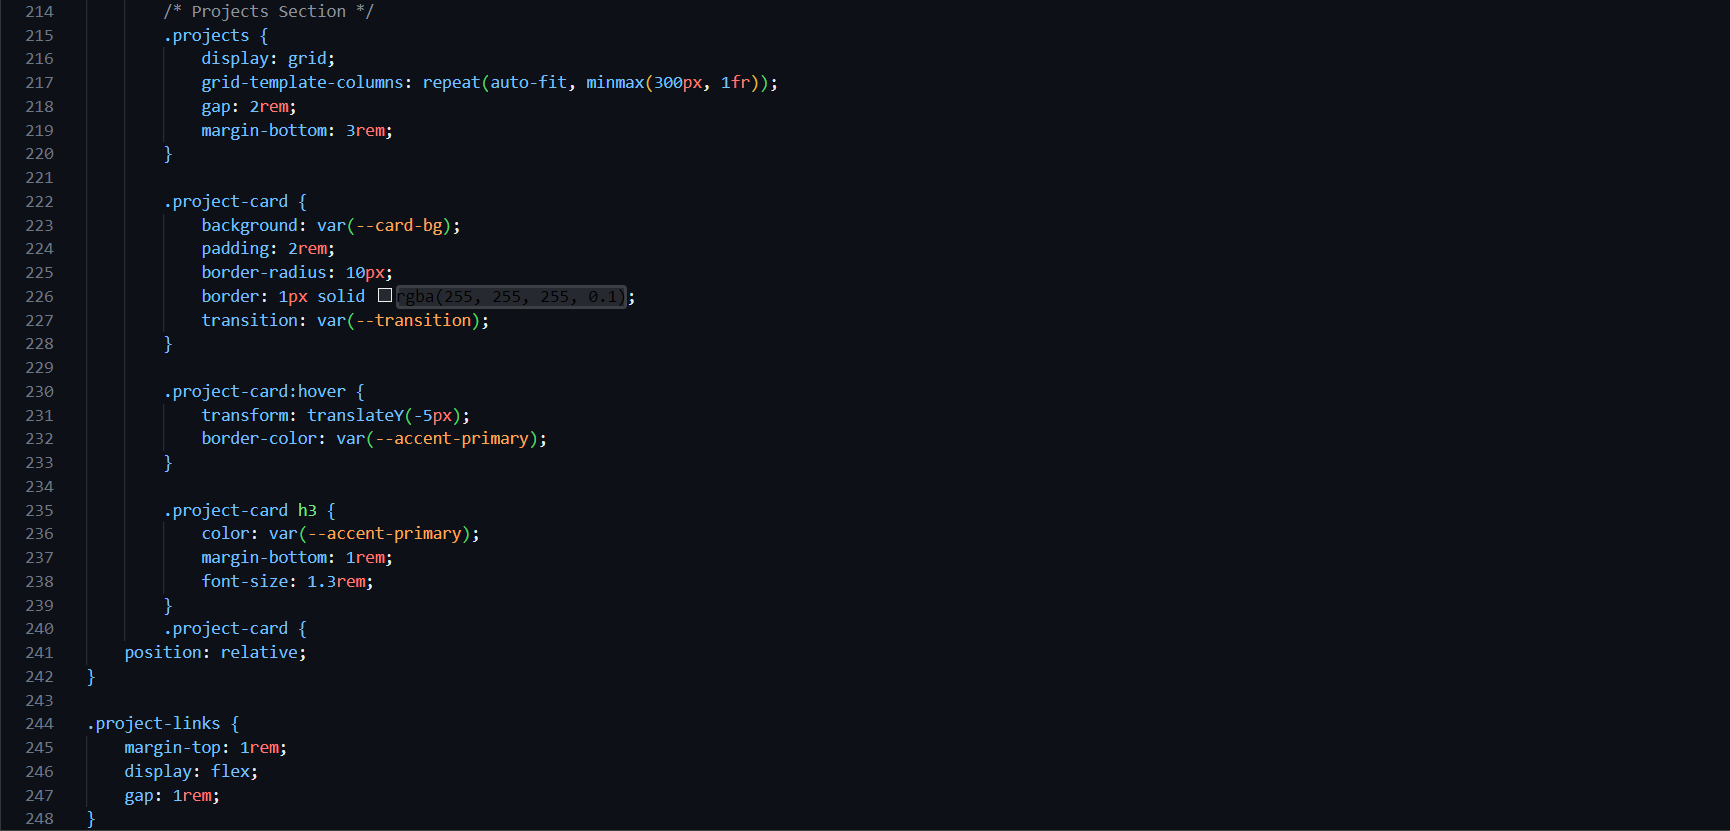 214 /* Projects Section */
215 .projects {
216 display: grid;
217 grid-template-columns: repeat(auto-fit, minmax(300px, 1fr));
218 gap: 2rem;
219 margin-bottom: 3rem;
220 }
221
222 .project-card {
223 background: var(--card-bg);
224 padding: 2rem;
225 border-radius: 10px;
226 border: 1px solid rgba(255, 255, 255, 0.1);
227 transition: var(--transition);
228 }
229
230 .project-card:hover {
231 transform: translateY(-5px);
232 border-color: var(--accent-primary);
233 }
234
235 .project-card h3 {
236 color: var(--accent-primary);
237 margin-bottom: 1rem;
238 font-size: 1.3rem;
239 }
240 .project-card {
241 position: relative;
242 }
243
244 .project-links {
245 margin-top: 1rem;
246 display: flex;
247 gap: 1rem;
248 }